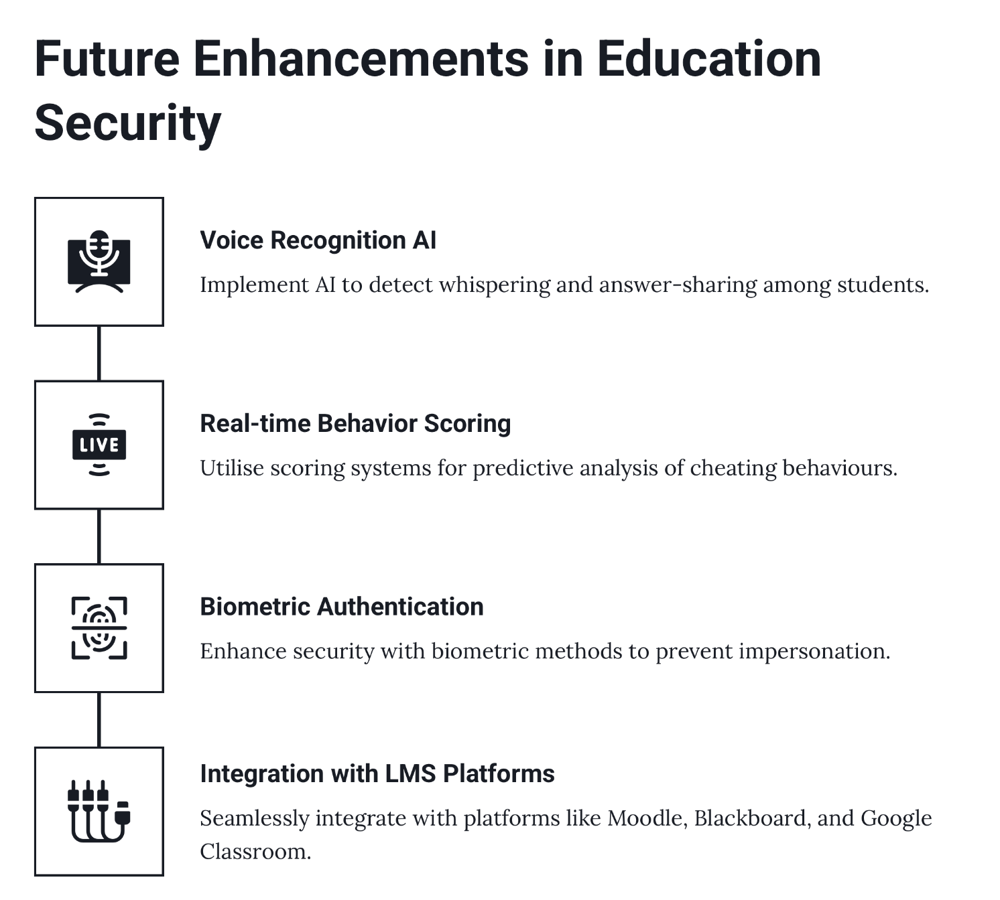 Future Enhancements in Education
Security
Voice Recognition AI
Implement AI to detect whispering and answer-sharing among students.
LIVE
Real-time Behavior Scoring
Utilise scoring systems for predictive analysis of cheating behaviours.
Biometric Authentication
Enhance security with biometric methods to prevent impersonation.
Integration with LMS Platforms
Seamlessly integrate with platforms like Moodle, Blackboard, and Google
Classroom.